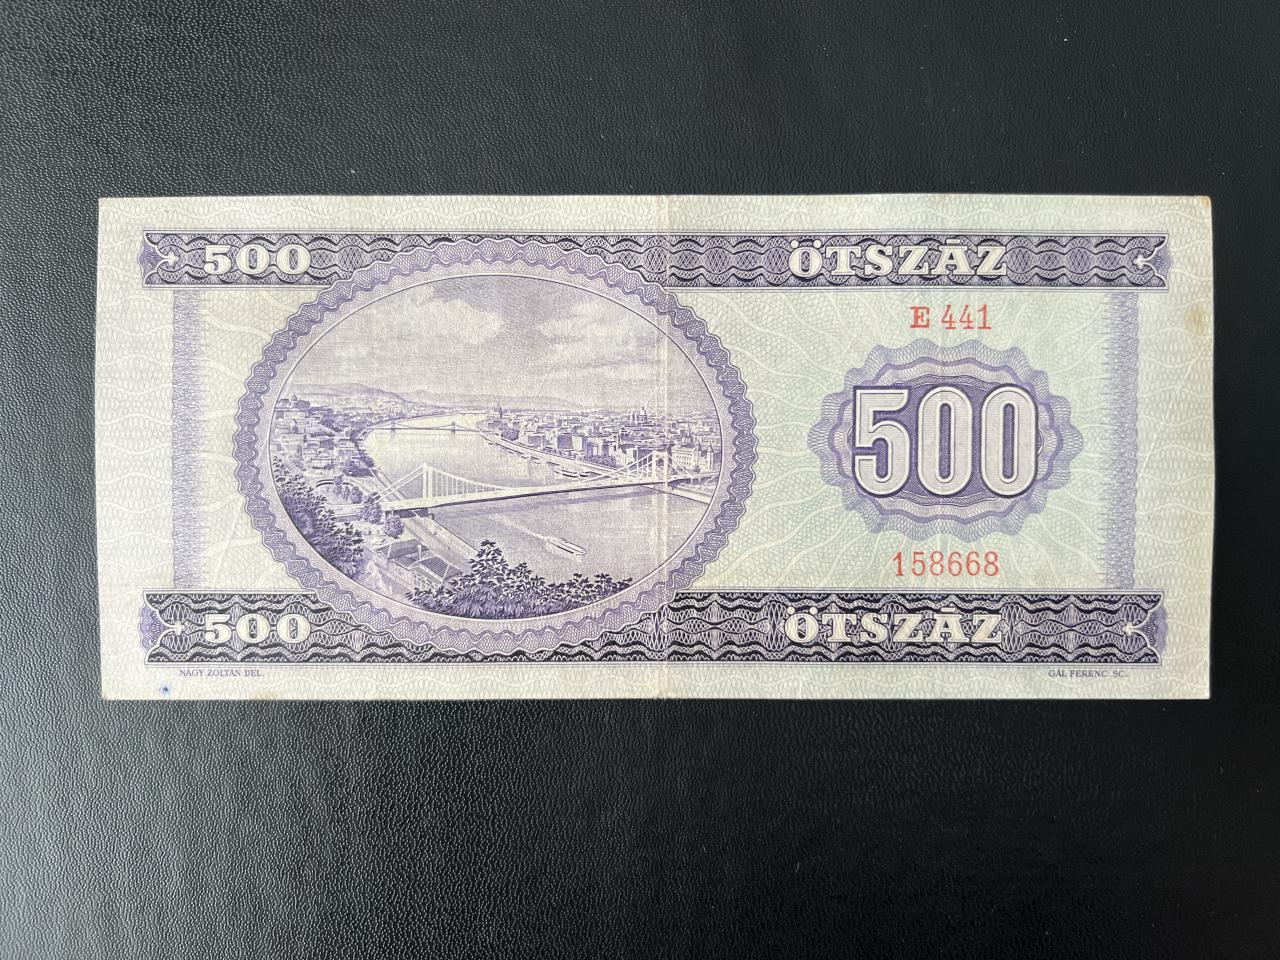 500 ÖTSZÁZ
E 441
500
158668
500 ÖTSZÁZ
NAGY ZOLTÁN DEL. GÁL FERENC SC.